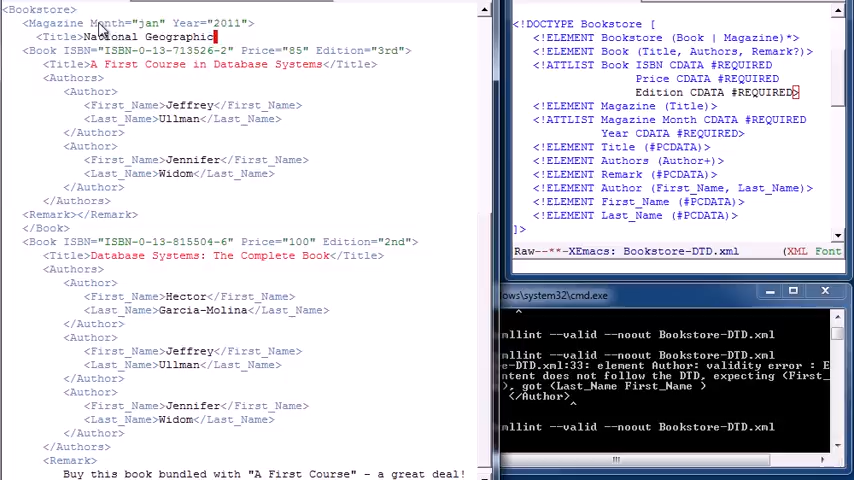 <Bookstore>
<Magazine Month="jan" Year="2011">
<Title>National Geographic
<Book ISBN="ISBN-0-13-713526-2" Price="85" Edition="3rd">
<Title>A First Course in Database Systems</Title>
<Authors>
<Author>
<First_Name>Jeffrey</First_Name>
<Last_Name>Ullman</Last_Name>
</Author>
<Author>
<First_Name>Jennifer</First_Name>
<Last_Name>Widom</Last_Name>
</Author>
</Authors>
<Remark></Remark>
</Book>
<Book ISBN="ISBN-0-13-815504-6" Price="100" Edition="2nd">
<Title>Database Systems: The Complete Book</Title>
<Authors>
<Author>
<First_Name>Hector</First_Name>
<Last_Name>Garcia-Molina</Last_Name>
</Author>
<Author>
<First_Name>Jeffrey</First_Name>
<Last_Name>Ullman</Last_Name>
</Author>
<Author>
<First_Name>Jennifer</First_Name>
<Last_Name>Widom</Last_Name>
</Author>
</Authors>
<Remark>
Buy this book bundled with "A First Course" - a great deal!
<!DOCTYPE Bookstore [
<!ELEMENT Bookstore (Book | Magazine)*>
<!ELEMENT Book (Title, Authors, Remark?)>
<!ATTLIST Book ISBN CDATA #REQUIRED
Price CDATA #REQUIRED
Edition CDATA #REQUIRED>
<!ELEMENT Magazine (Title)>
<!ATTLIST Magazine Month CDATA #REQUIRED
Year CDATA #REQUIRED>
<!ELEMENT Title (#PCDATA)>
<!ELEMENT Authors (Author+)>
<!ELEMENT Remark (#PCDATA)>
<!ELEMENT Author (First_Name, Last_Name)>
<!ELEMENT First_Name (#PCDATA)>
<!ELEMENT Last_Name (#PCDATA)>
]>
Raw--**-XEmacs: Bookstore-DTD.xml (XML Font
ows\system32\cmd.exe
^
mllint --valid --noout Bookstore-DTD.xml
mllint --valid --noout Bookstore-DTD.xml
e-DTD.xml:33: element Author: validity error : E
ntent does not follow the DTD, expecting (First_
), got (Last_Name First_Name )
</Author>
^
mllint --valid --noout Bookstore-DTD.xml